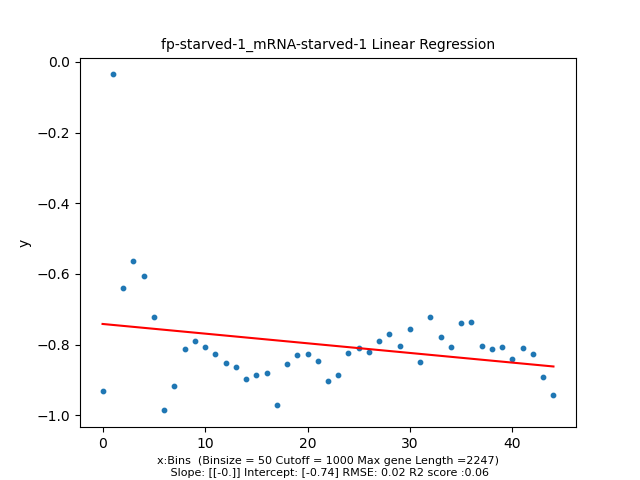 fp-starved-1_mRNA-starved-1 Linear Regression
0.0
−0.2
−0.4
−0.6
−0.8
−1.0
y
0 10 20 30 40
x:Bins  (Binsize = 50 Cutoff = 1000 Max gene Length =2247)
Slope: [[-0.]] Intercept: [-0.74] RMSE: 0.02 R2 score :0.06